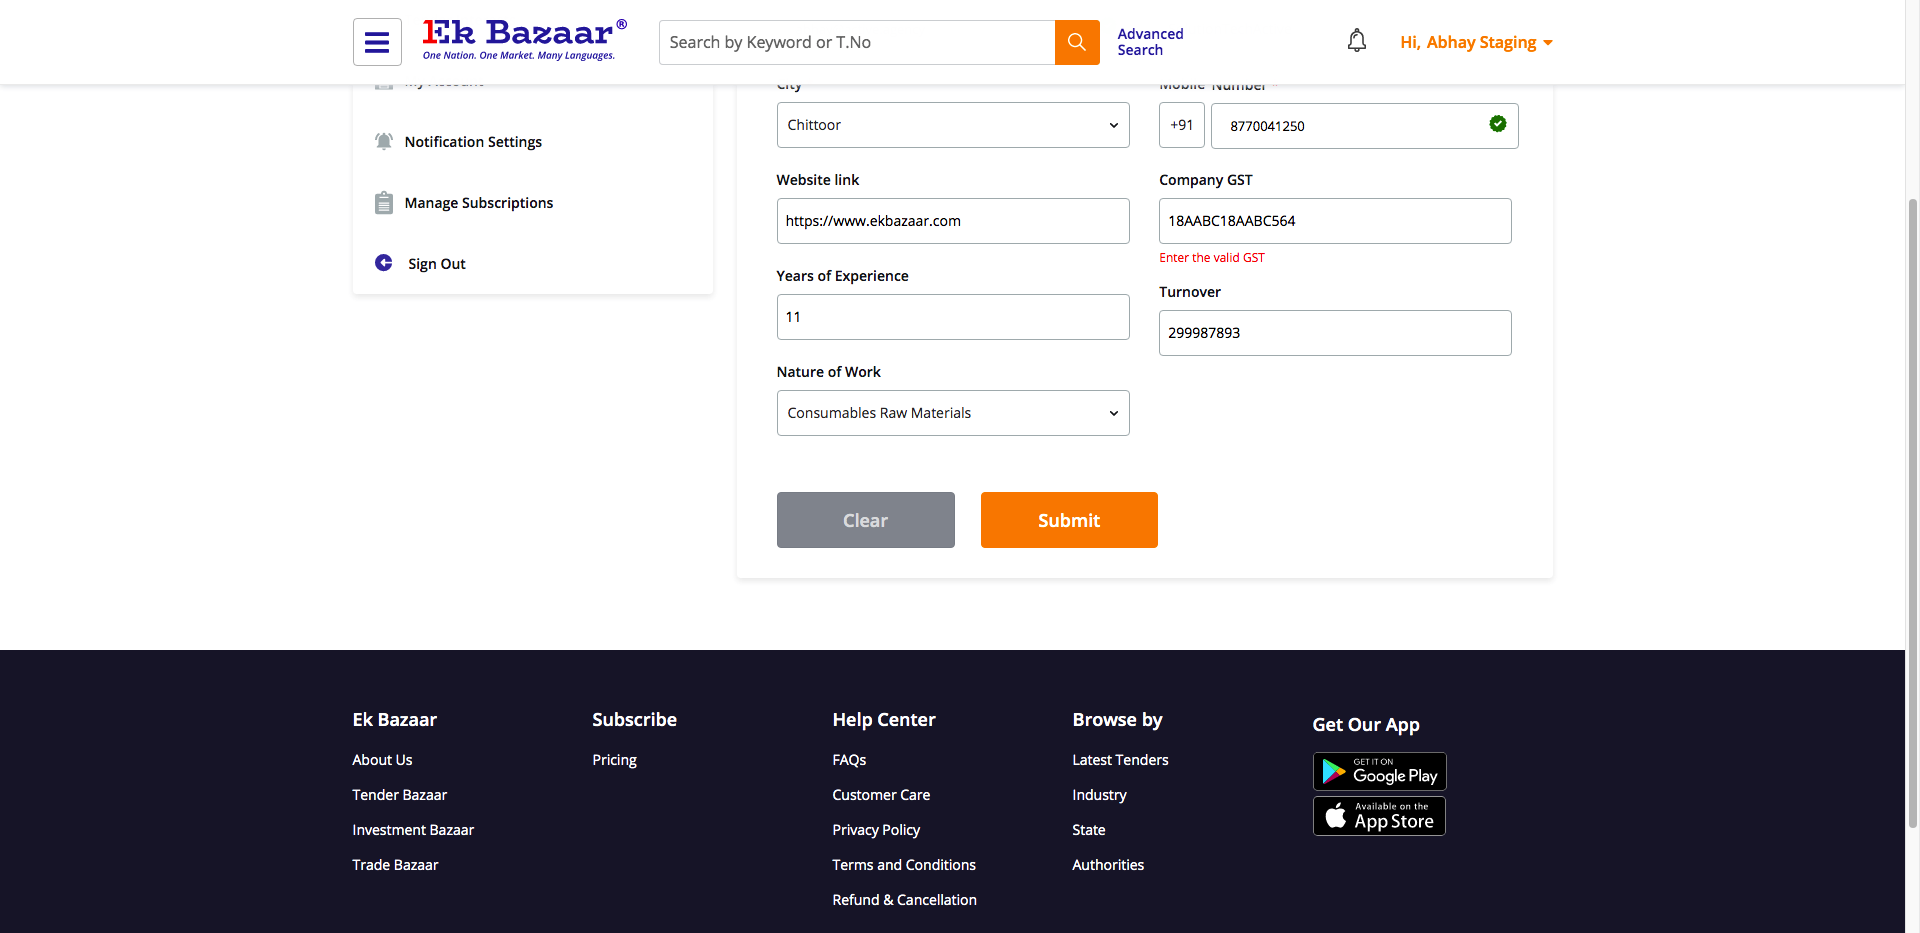 Ek Bazaar®
One Nation. One Market. Many Languages.
Search by Keyword or T.No
Advanced
Search
Hi, Abhay Staging
My Account
Notification Settings
Manage Subscriptions
Sign Out
City
Chittoor
Mobile Number *
+91
8770041250
Website link
https://www.ekbazaar.com
Company GST
18AABC18AABC564
Enter the valid GST
Years of Experience
11
Turnover
299987893
Nature of Work
Consumables Raw Materials
Clear
Submit
Ek Bazaar
About Us
Tender Bazaar
Investment Bazaar
Trade Bazaar
Subscribe
Pricing
Help Center
FAQs
Customer Care
Privacy Policy
Terms and Conditions
Refund & Cancellation
Browse by
Latest Tenders
Industry
State
Authorities
Get Our App
GET IT ON
Google Play
Available on the
App Store